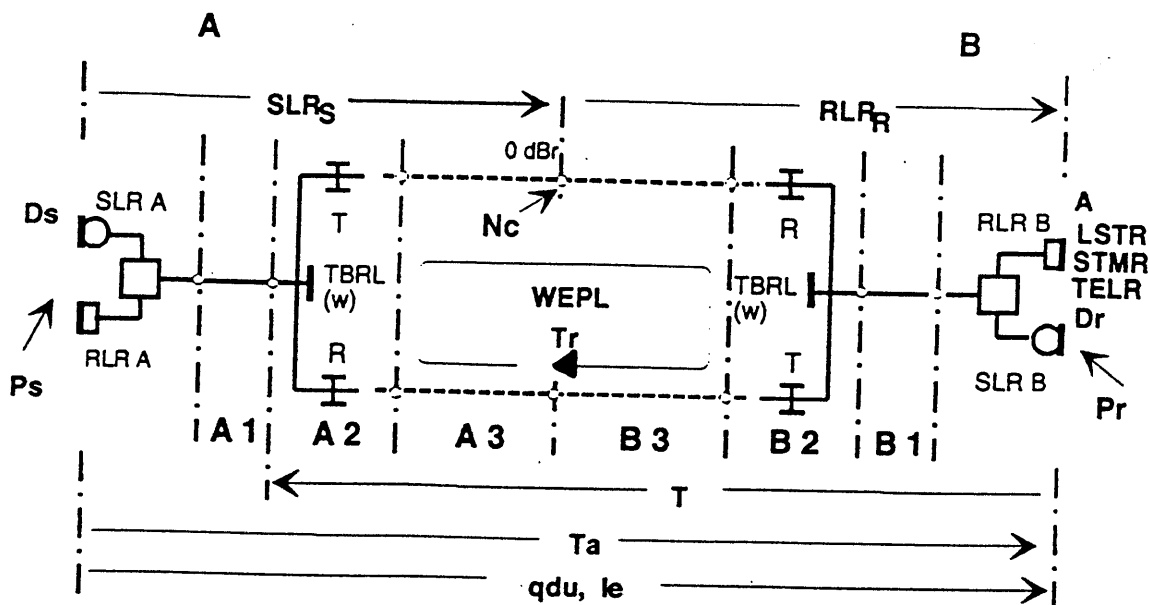 A
B
SLRS
RLRR
0 dBr
Ds
SLR A
T
Nc
R
RLR B
A
LSTR
STMR
TELR
Dr
TBRL
(w)
WEPL
TBRL
(w)
Ps
RLR A
R
Tr
T
SLR B
Pr
A 1
A 2
A 3
B 3
B 2
B 1
T
Ta
qdu, Ie